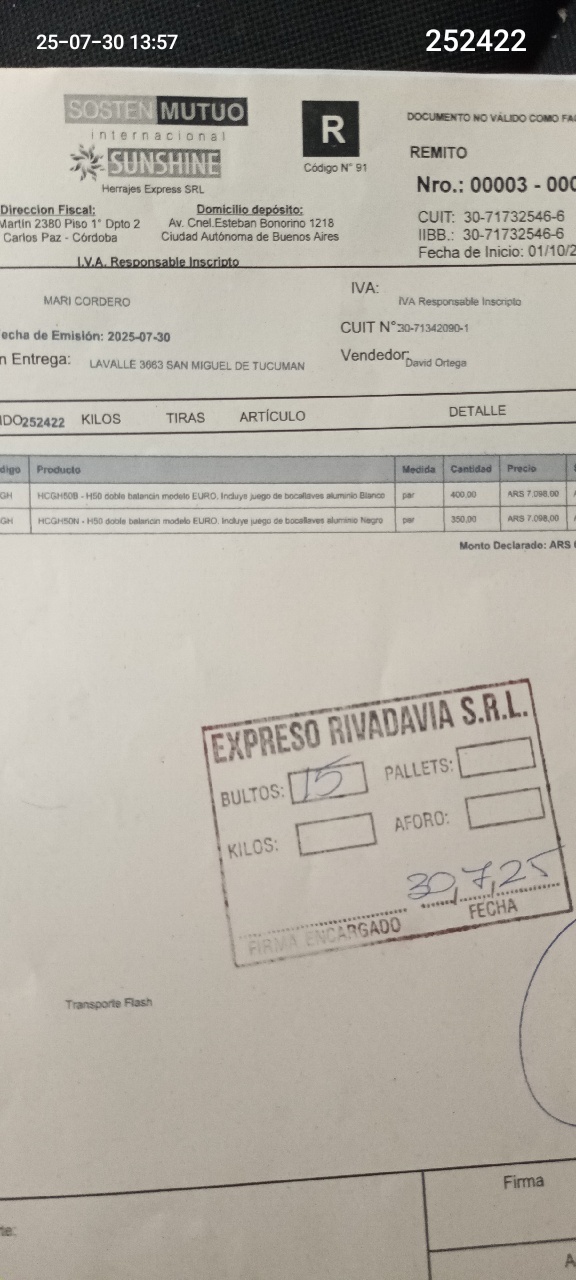 25-07-30 13:57
252422
SOSTEN MUTUO
internacional
SUNSHINE
Herrajes Express SRL
R
Código N° 91
DOCUMENTO NO VÁLIDO COMO FA
REMITO
Nro.: 00003 - 000
CUIT: 30-71732546-6
IIBB.: 30-71732546-6
Fecha de Inicio: 01/10/2
Direccion Fiscal:
Martin 2380 Piso 1° Dpto 2
Carlos Paz - Córdoba
Domicilio depósito:
Av. Cnel.Esteban Bonorino 1218
Ciudad Autónoma de Buenos Aires
I.V.A. Responsable Inscripto
MARI CORDERO
IVA:
IVA Responsable Inscripto
echa de Emisión: 2025-07-30
CUIT N°:30-71342090-1
n Entrega: LAVALLE 3663 SAN MIGUEL DE TUCUMAN
Vendedor David Ortega
IDO252422 KILOS TIRAS ARTÍCULO DETALLE
digo Producto Medida Cantidad Precio
GH HCGH50B - H50 doble balancin modelo EURO. Incluye juego de bocallaves aluminio Blanco par 400,00 ARS 7.098,00
GH HCGH50N - H50 doble balancin modelo EURO. Incluye juego de bocallaves aluminio Negro par 350,00 ARS 7.098,00
Monto Declarado: ARS
EXPRESO RIVADAVIA S.R.L.
BULTOS: 15 PALLETS:
KILOS: AFORO:
30,7,25
FIRMA ENCARGADO FECHA
Transporte Flash
Firma
te:
A